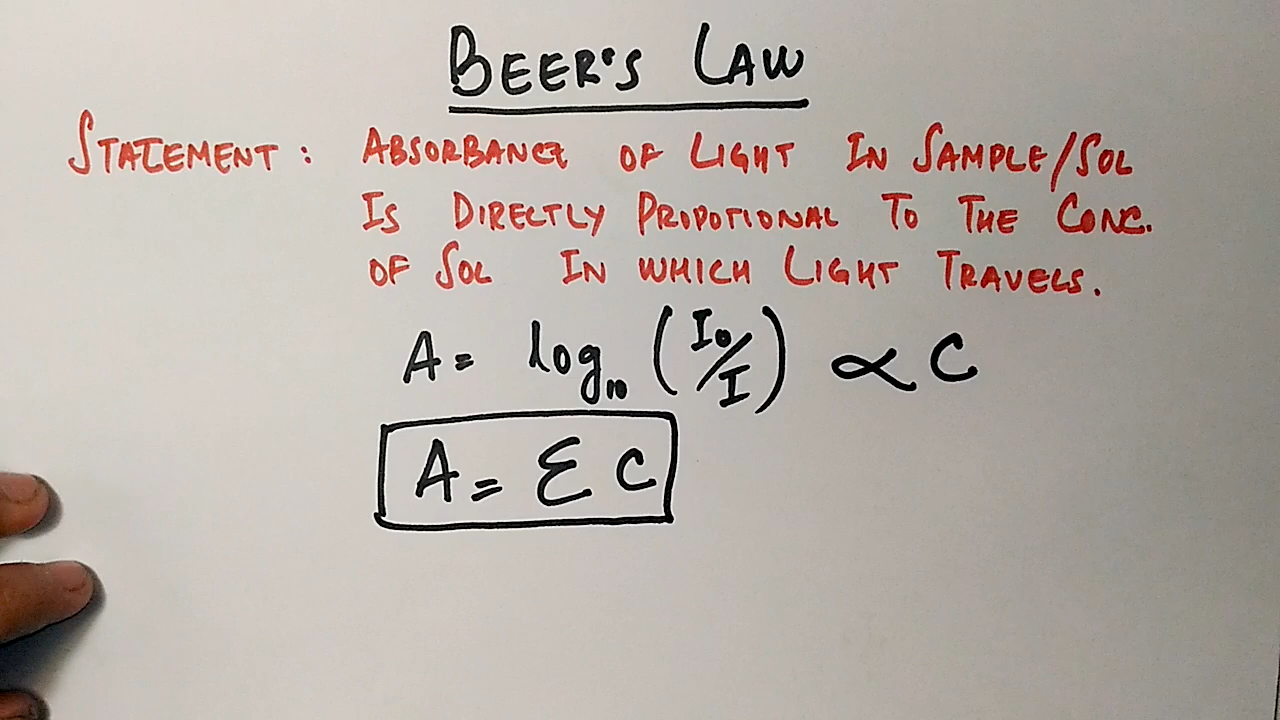 BEER'S LAW
STATEMENT: ABSORBANCE OF LIGHT IN SAMPLE/SOL
IS DIRECTLY PROPOTIONAL TO THE CONC.
OF SOL IN WHICH LIGHT TRAVELS.
A = log₁₀ (I₀/I) ∝ C
A = Ɛ C